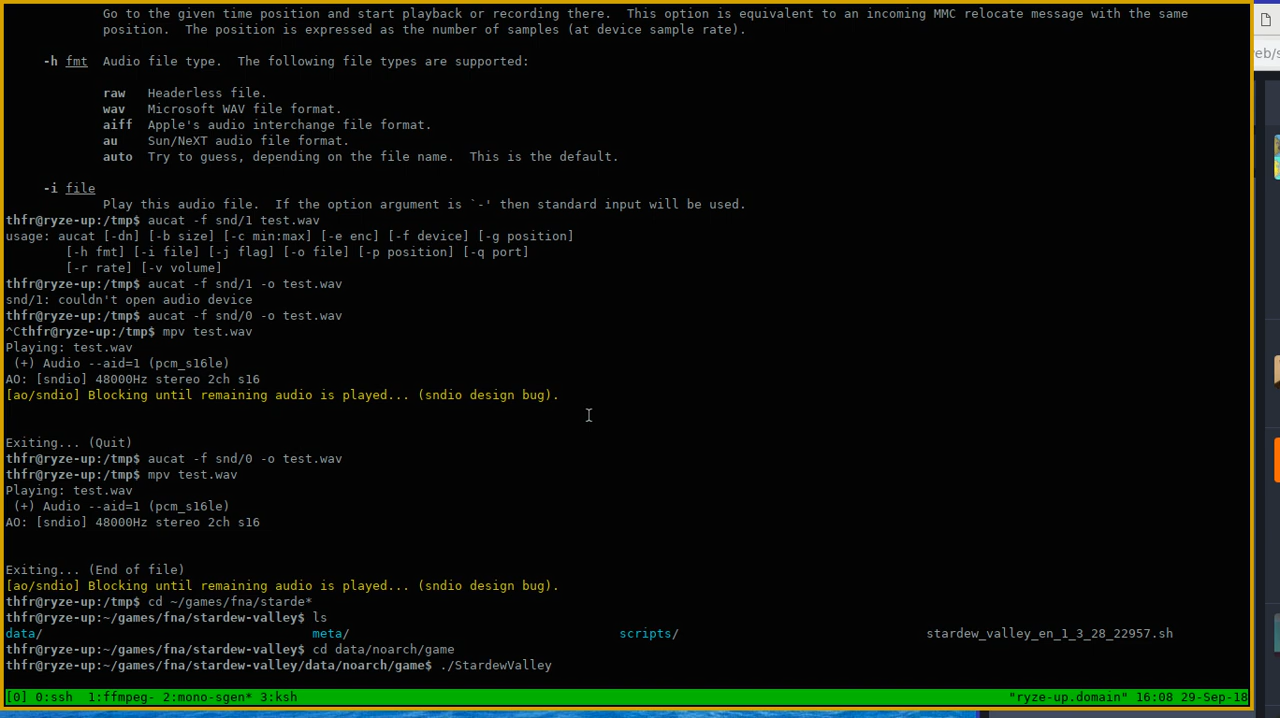 Go to the given time position and start playback or recording there.  This option is equivalent to an incoming MMC relocate message with the same
position.  The position is expressed as the number of samples (at device sample rate).
-h fmt  Audio file type.  The following file types are supported:
raw   Headerless file.
wav   Microsoft WAV file format.
aiff  Apple's audio interchange file format.
au    Sun/NeXT audio file format.
auto  Try to guess, depending on the file name.  This is the default.
-i file
Play this audio file.  If the option argument is `-' then standard input will be used.
thfr@ryze-up:/tmp$ aucat -f snd/1 test.wav
usage: aucat [-dn] [-b size] [-c min:max] [-e enc] [-f device] [-g position]
[-h fmt] [-i file] [-j flag] [-o file] [-p position] [-q port]
[-r rate] [-v volume]
thfr@ryze-up:/tmp$ aucat -f snd/1 -o test.wav
snd/1: couldn't open audio device
thfr@ryze-up:/tmp$ aucat -f snd/0 -o test.wav
^Cthfr@ryze-up:/tmp$ mpv test.wav
Playing: test.wav
(+) Audio --aid=1 (pcm_s16le)
AO: [sndio] 48000Hz stereo 2ch s16
[ao/sndio] Blocking until remaining audio is played... (sndio design bug).
Exiting... (Quit)
thfr@ryze-up:/tmp$ aucat -f snd/0 -o test.wav
thfr@ryze-up:/tmp$ mpv test.wav
Playing: test.wav
(+) Audio --aid=1 (pcm_s16le)
AO: [sndio] 48000Hz stereo 2ch s16
Exiting... (End of file)
[ao/sndio] Blocking until remaining audio is played... (sndio design bug).
thfr@ryze-up:/tmp$ cd ~/games/fna/starde*
thfr@ryze-up:~/games/fna/stardew-valley$ ls
data/ meta/ scripts/ stardew_valley_en_1_3_28_22957.sh
thfr@ryze-up:~/games/fna/stardew-valley$ cd data/noarch/game
thfr@ryze-up:~/games/fna/stardew-valley/data/noarch/game$ ./StardewValley
[0] 0:ssh  1:ffmpeg- 2:mono-sgen* 3:ksh "ryze-up.domain" 16:08 29-Sep-18